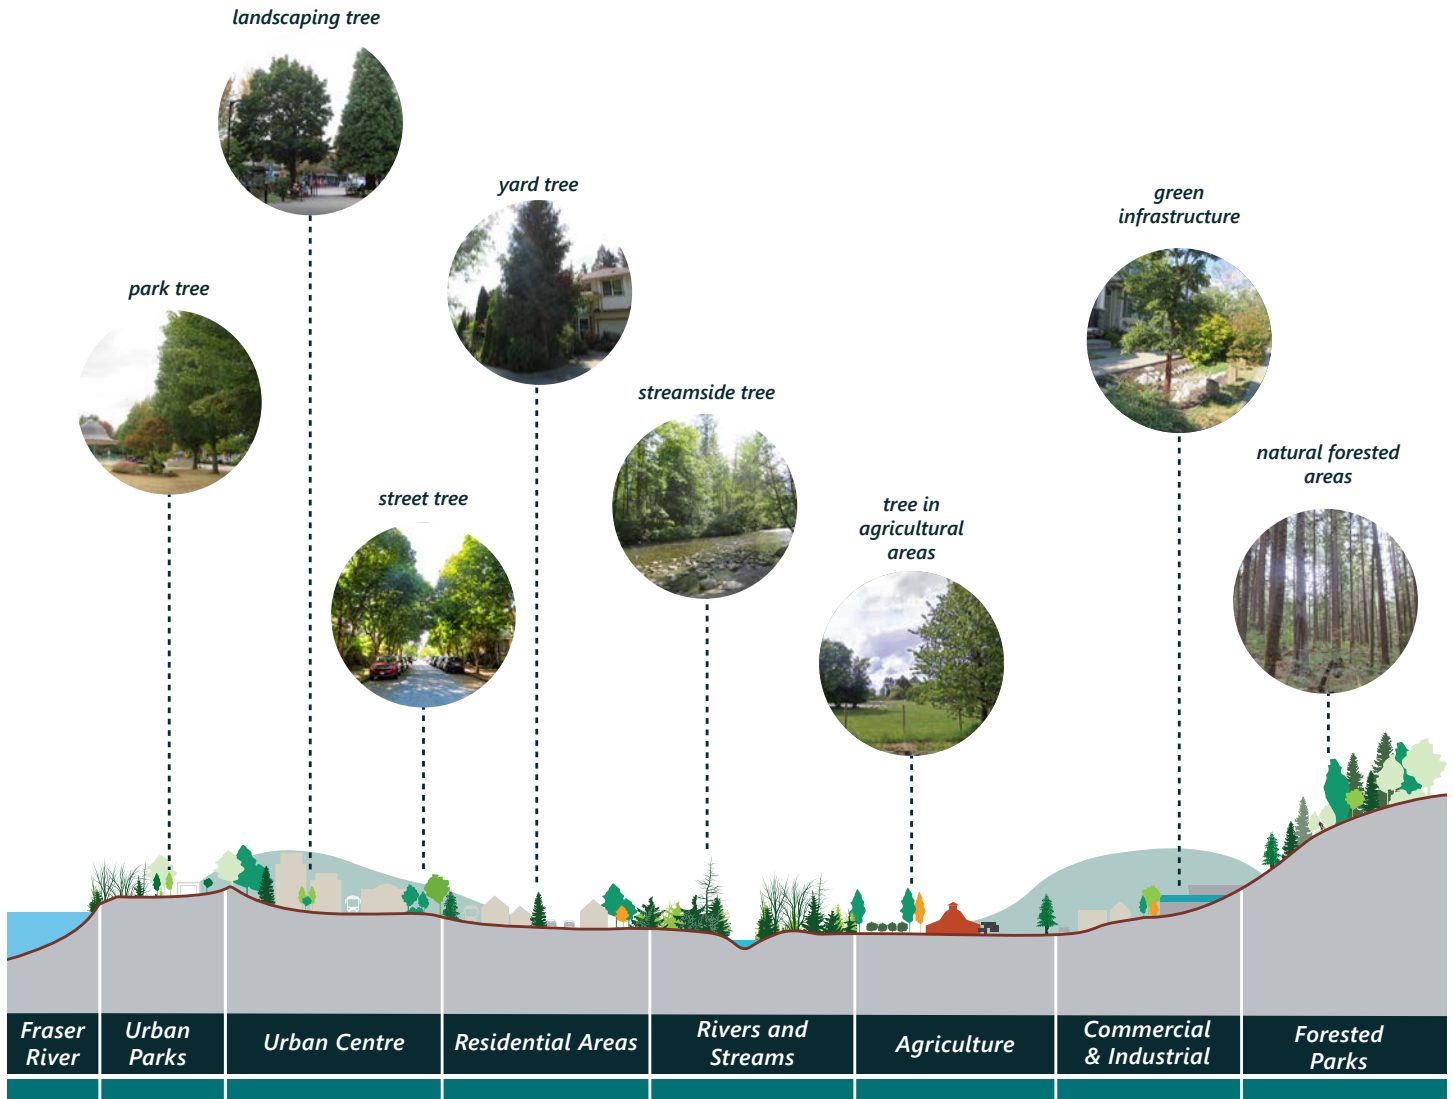 landscaping tree
yard tree
green
infrastructure
park tree
streamside tree
natural forested
areas
street tree
tree in
agricultural
areas
Fraser
River
Urban
Parks
Urban Centre
Residential Areas
Rivers and
Streams
Agriculture
Commercial
& Industrial
Forested
Parks